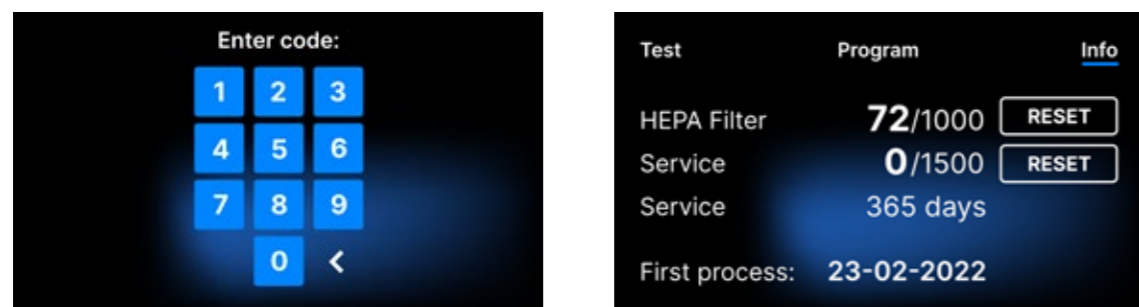 Enter code:
1 2 3
4 5 6
7 8 9
0 <
Test Program Info
HEPA Filter 72/1000 RESET
Service 0/1500 RESET
Service 365 days
First process: 23-02-2022